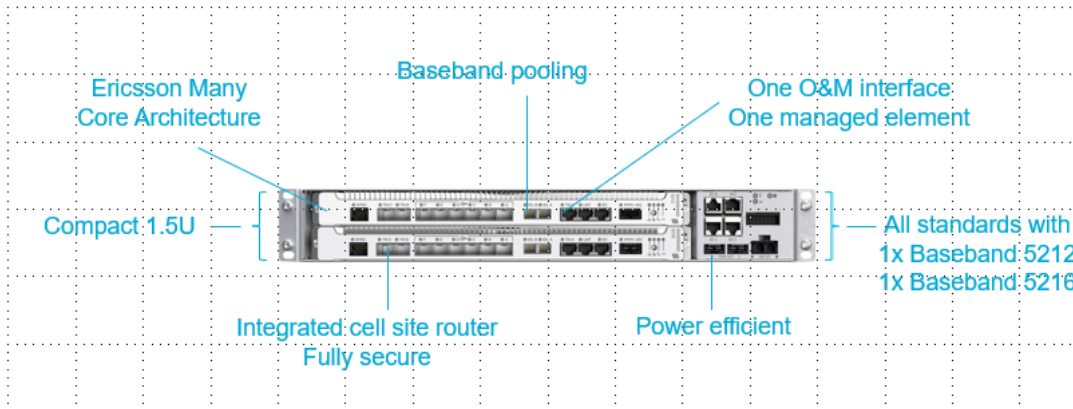 Baseband pooling
Ericsson Many
Core Architecture
One O&M interface
One managed element
Compact 1.5U
All standards with
1x Baseband 5212
1x Baseband 5216
Integrated cell site router
Fully secure
Power efficient